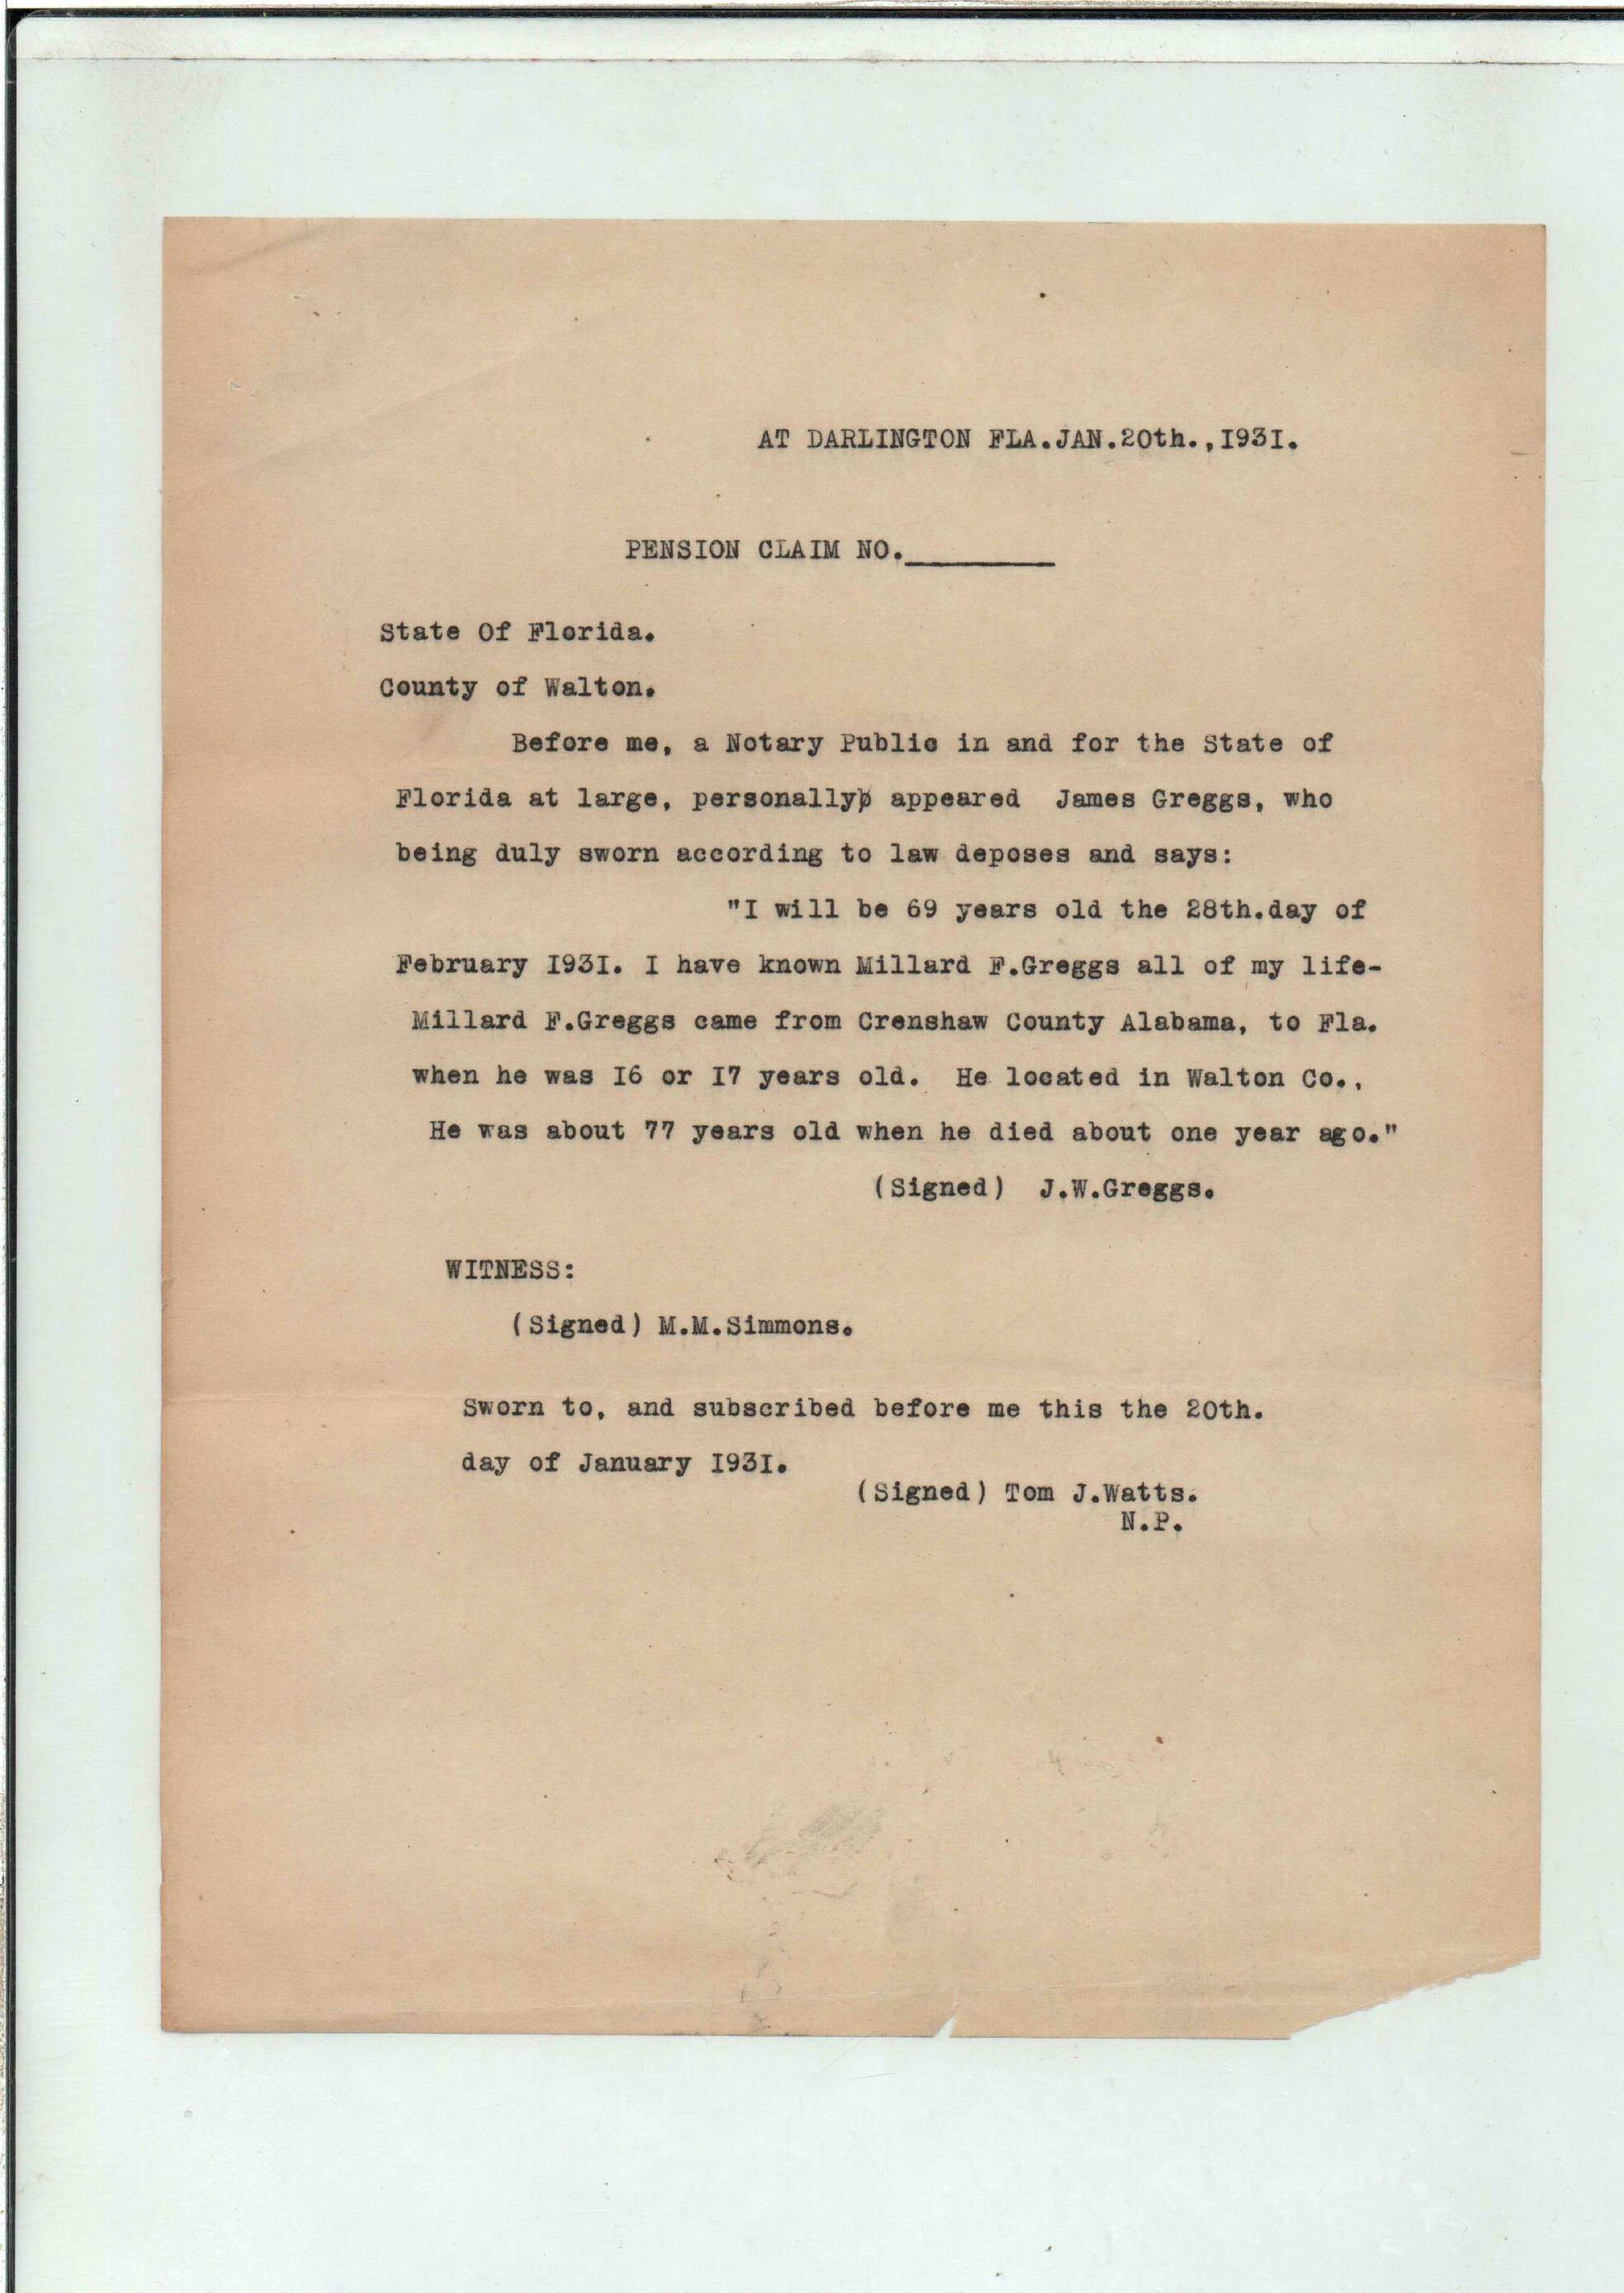 AT DARLINGTON FLA.JAN.20th.,I93I.
PENSION CLAIM NO.________
State Of Florida.
County of Walton.
Before me, a Notary Public in and for the State of
Florida at large, personally appeared James Greggs, who
being duly sworn according to law deposes and says:
"I will be 69 years old the 28th.day of
February I93I. I have known Millard F.Greggs all of my life-
Millard F.Greggs came from Crenshaw County Alabama, to Fla.
when he was I6 or I7 years old. He located in Walton Co.,
He was about 77 years old when he died about one year ago."
(Signed) J.W.Greggs.
WITNESS:
(Signed) M.M.Simmons.
Sworn to, and subscribed before me this the 20th.
day of January I93I.
(Signed) Tom J.Watts.
N.P.